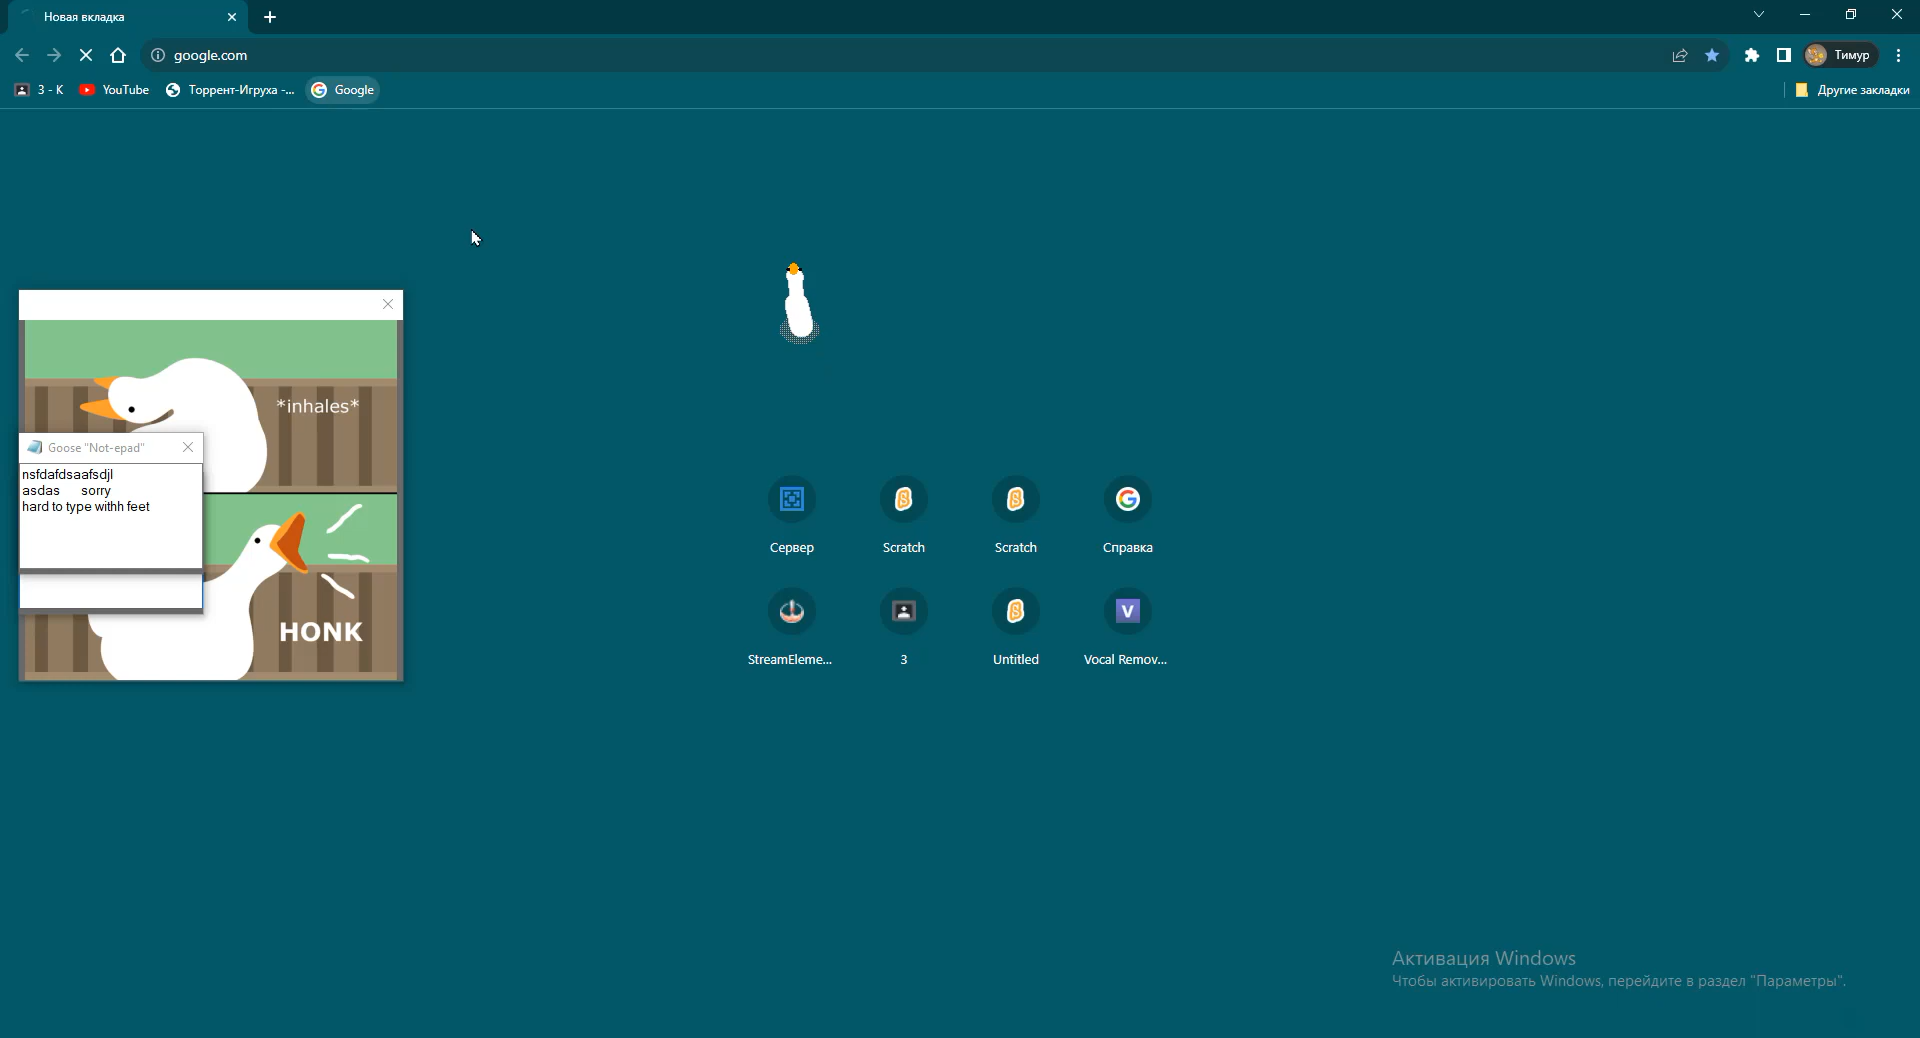 Новая вкладка
google.com
Тимур
3 - K
YouTube
Торрент-Игруха -...
Google
Другие закладки
*inhales*
Goose "Not-epad"
nsfdafdsaafsdjl
asdas sorry
hard to type withh feet
HONK
Сервер
Scratch
Scratch
Справка
StreamEleme...
3
Untitled
Vocal Remov...
Активация Windows
Чтобы активировать Windows, перейдите в раздел "Параметры".